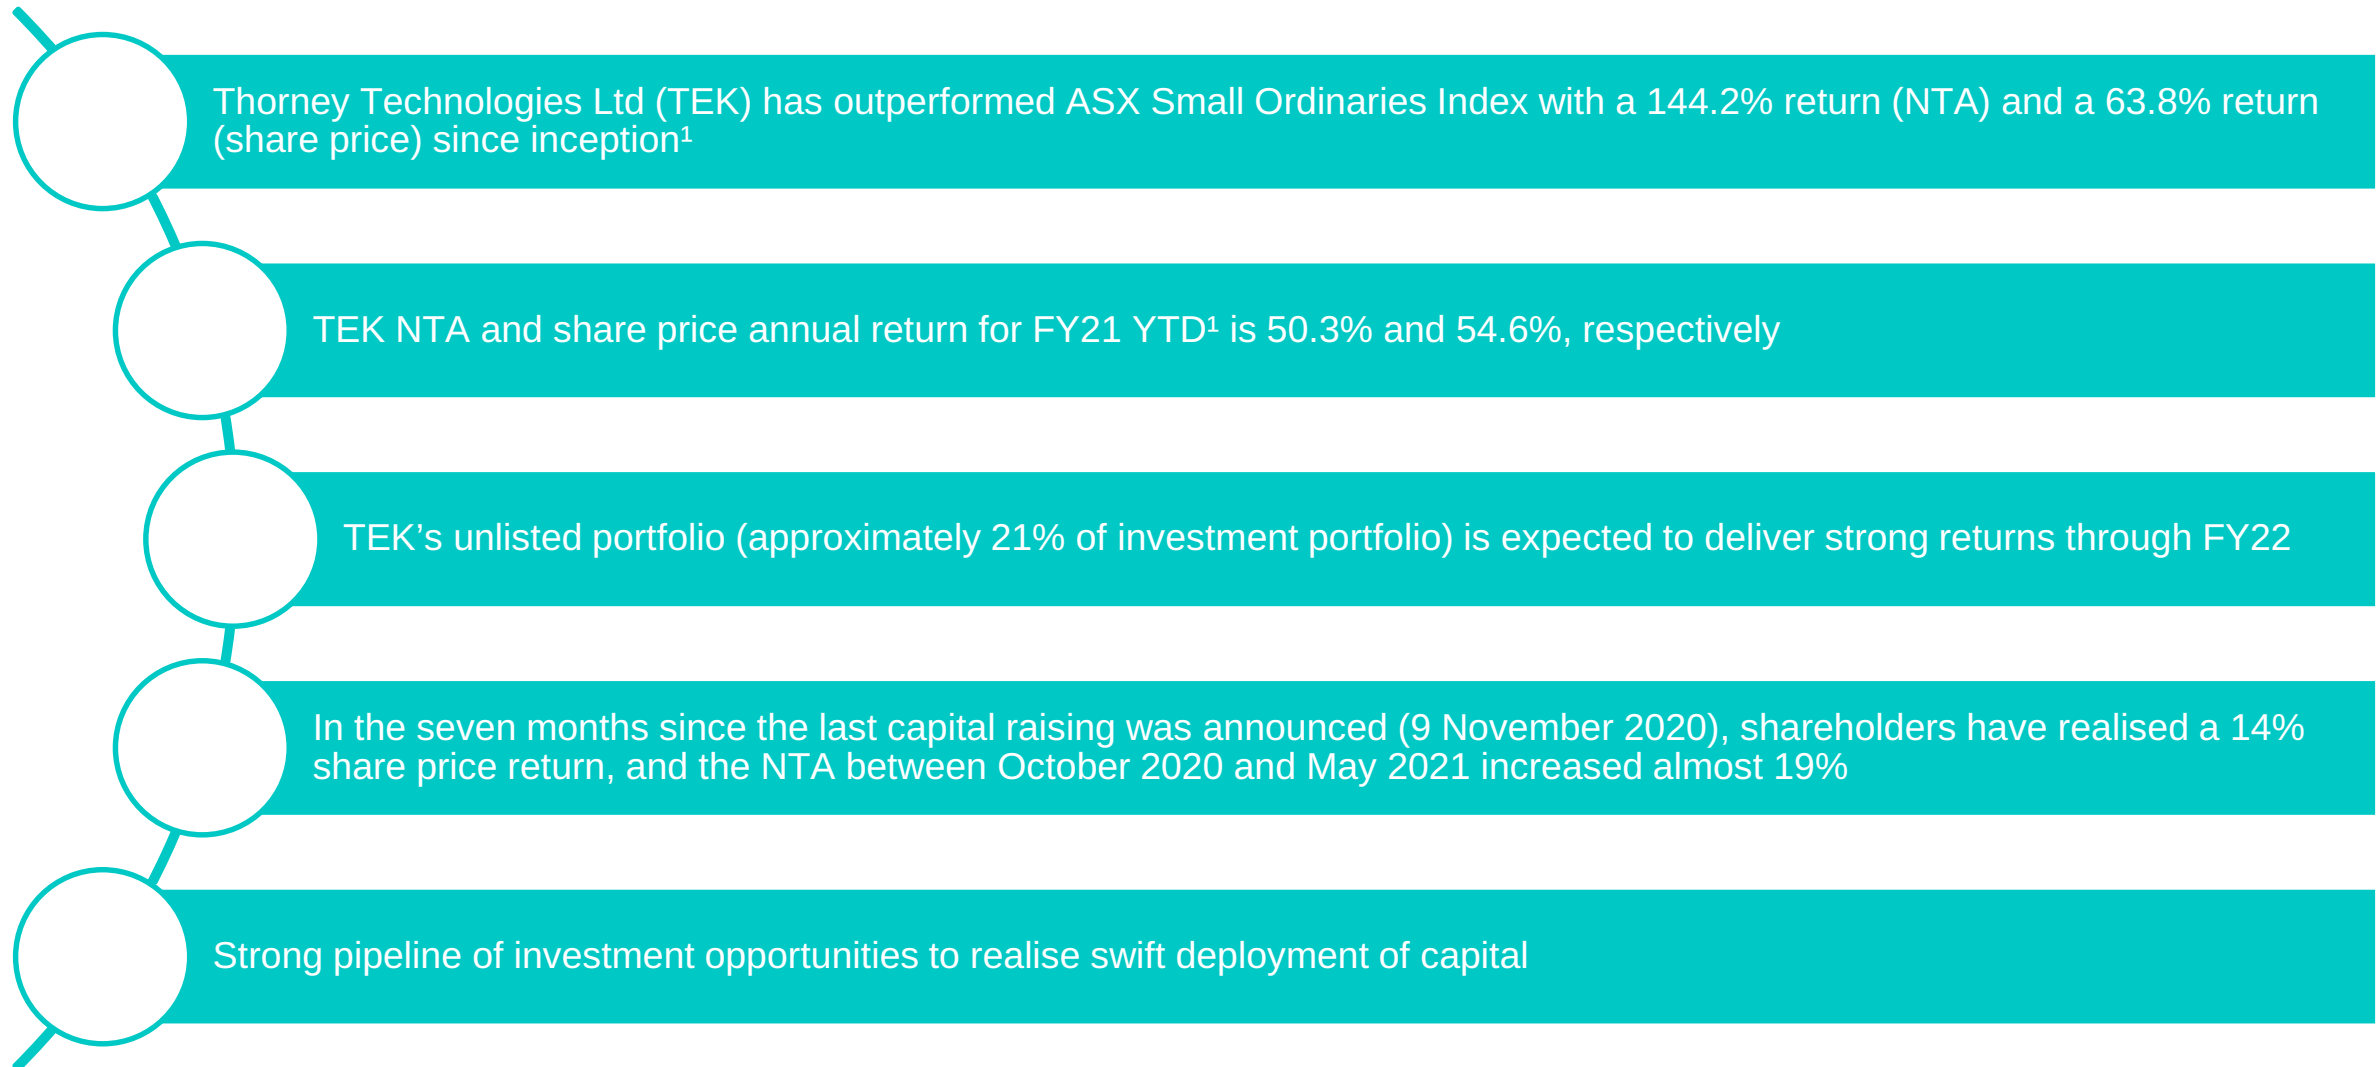 Thorney Technologies Ltd (TEK) has outperformed ASX Small Ordinaries Index with a 144.2% return (NTA) and a 63.8% return
(share price) since inception¹
TEK NTA and share price annual return for FY21 YTD¹ is 50.3% and 54.6%, respectively
TEK’s unlisted portfolio (approximately 21% of investment portfolio) is expected to deliver strong returns through FY22
In the seven months since the last capital raising was announced (9 November 2020), shareholders have realised a 14%
share price return, and the NTA between October 2020 and May 2021 increased almost 19%
Strong pipeline of investment opportunities to realise swift deployment of capital